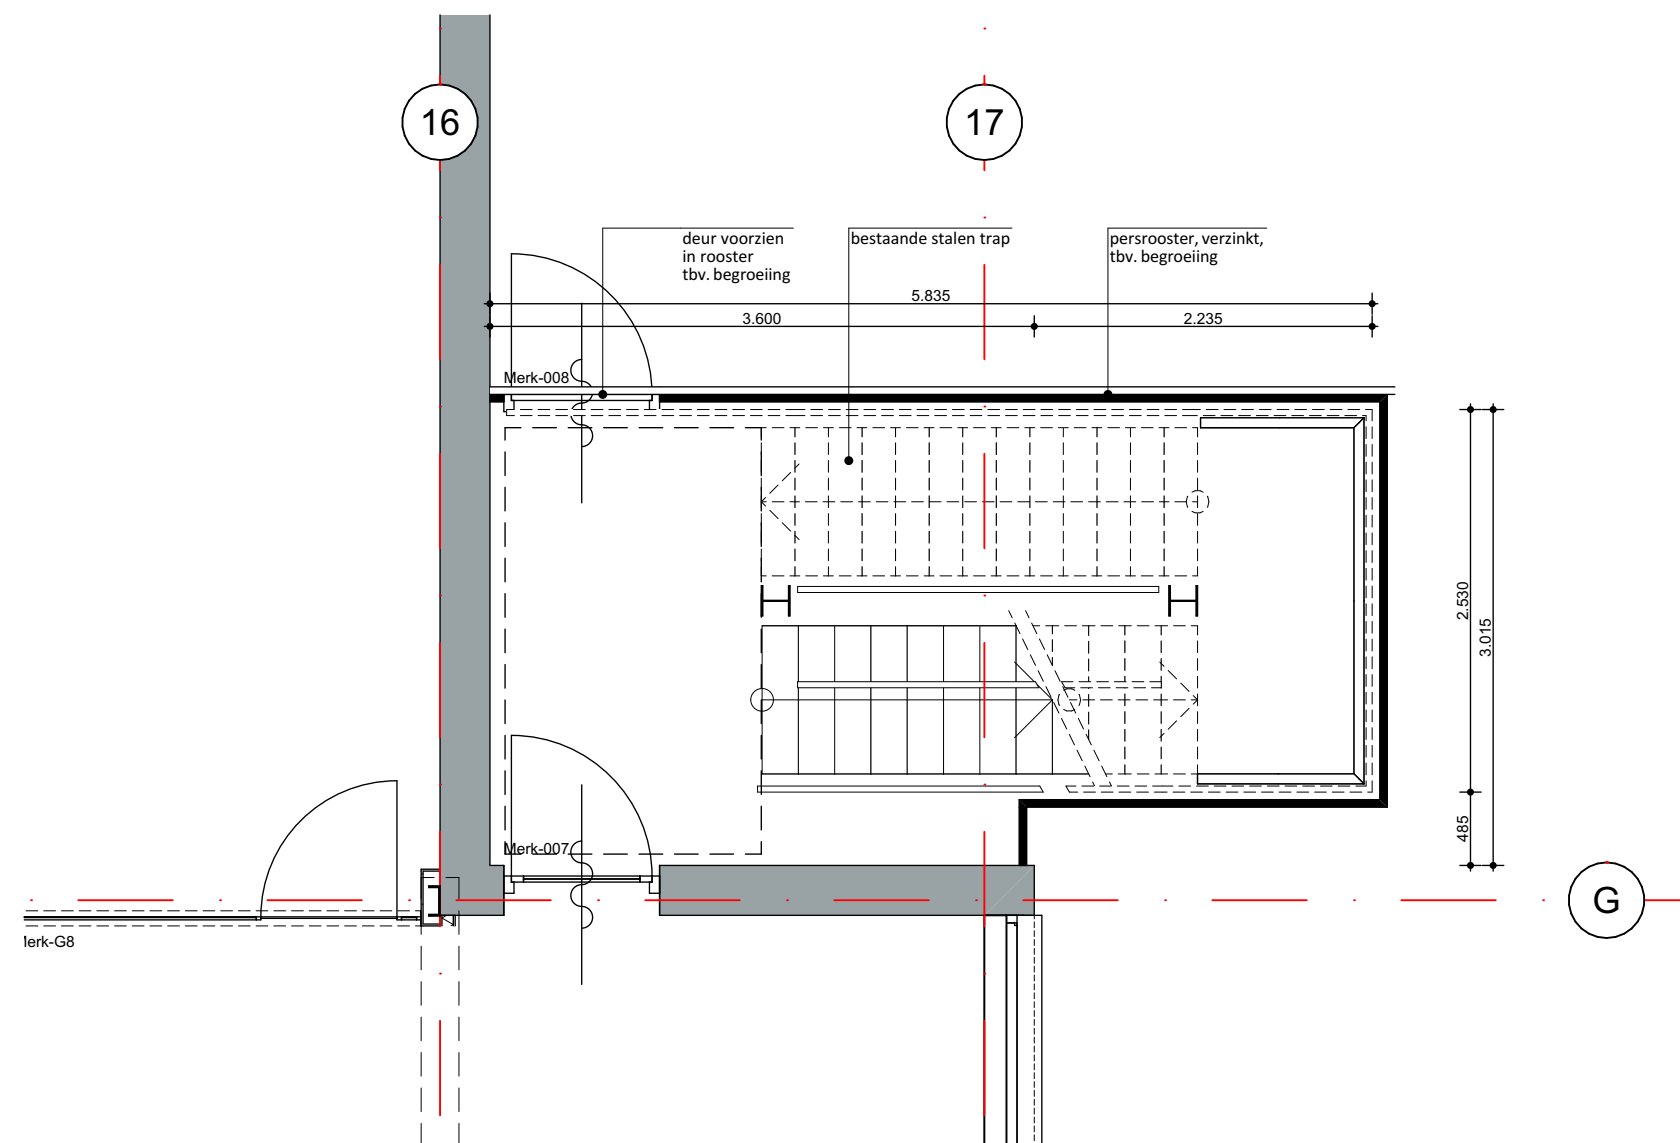 16
17
deur voorzien
in rooster
tbv. begroeiing
bestaande stalen trap
persrooster, verzinkt,
tbv. begroeiing
5.835
3.600
2.235
Merk-008
2.530
3.015
485
Merk-007
G
Merk-G8